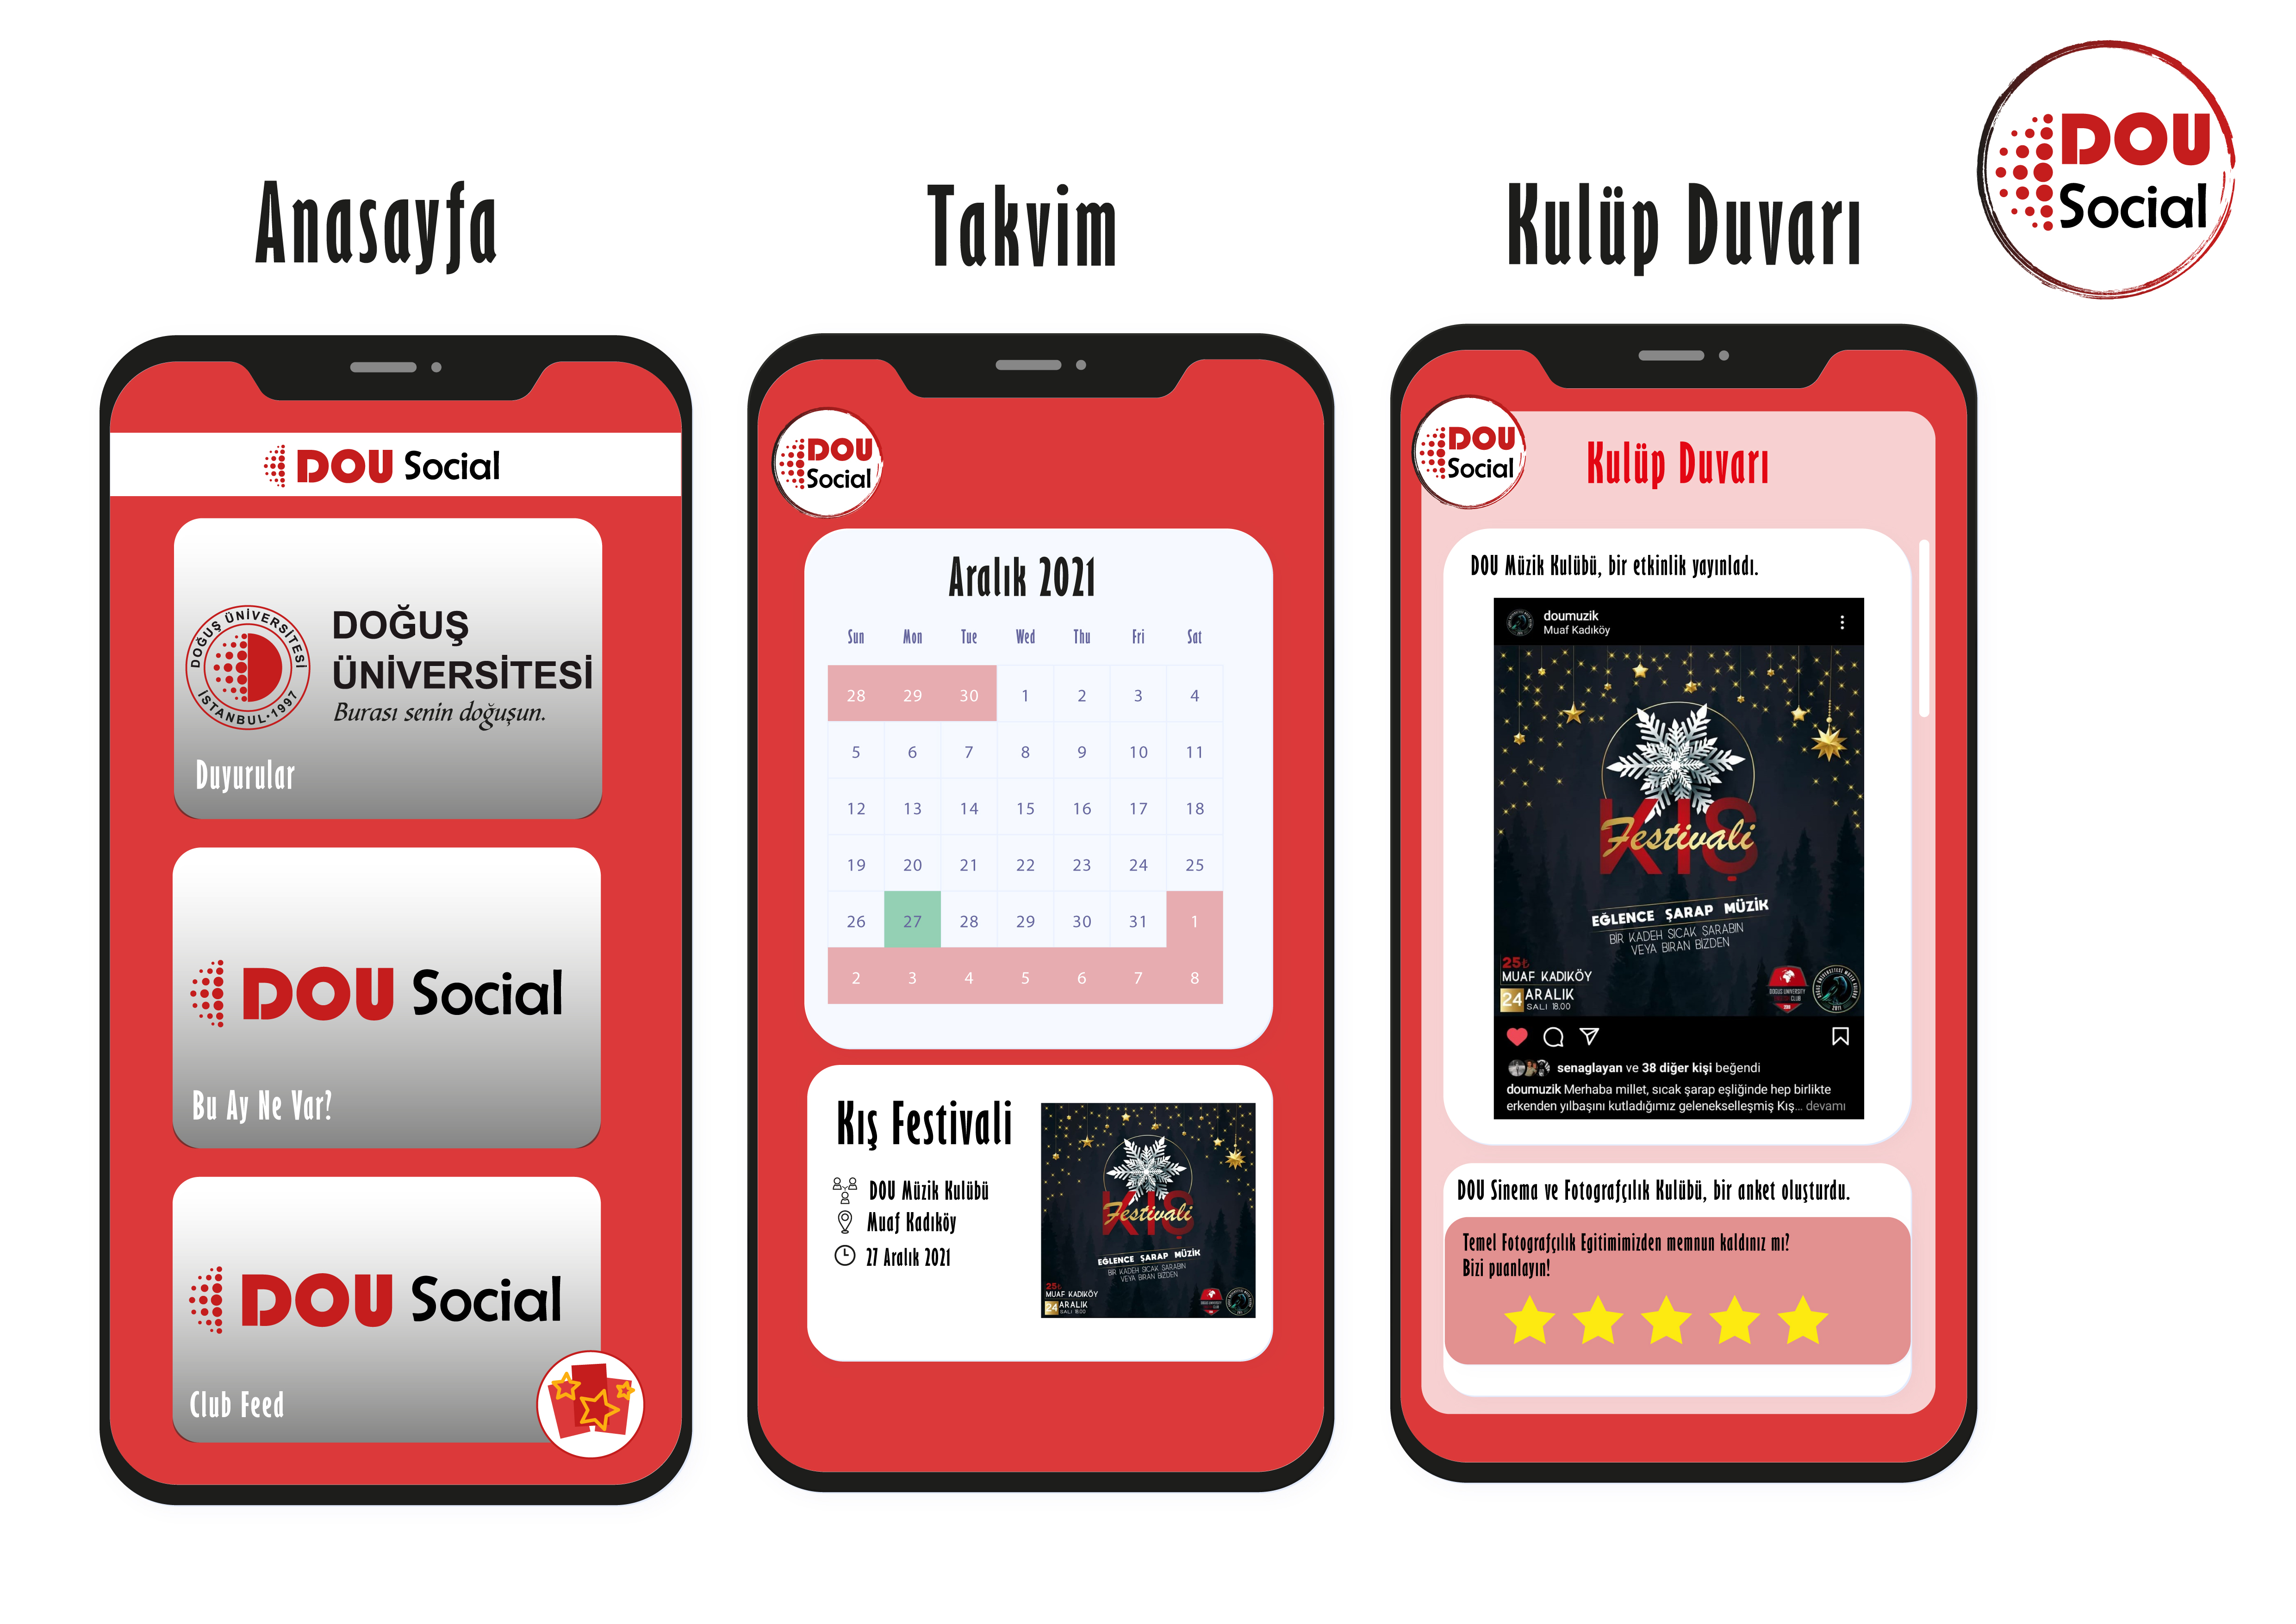 DOU
Social
Anasayfa
Takvim
Kulüp Duvarı
DOU Social
DOĞUŞ ÜNİVERSİTESİ
İSTANBUL·1997
DOĞUŞ
ÜNİVERSİTESİ
Burası senin doğuşun.
Duyurular
DOU Social
Bu Ay Ne Var?
DOU Social
Club Feed
DOU
Social
Aralık 2021
Sun Mon Tue Wed Thu Fri Sat
28 29 30 1 2 3 4
5 6 7 8 9 10 11
12 13 14 15 16 17 18
19 20 21 22 23 24 25
26 27 28 29 30 31 1
2 3 4 5 6 7 8
Kış Festivali
DOU Müzik Kulübü
Muaf Kadıköy
27 Aralık 2021
KIŞ
Festivali
EĞLENCE ŞARAP MÜZİK
BİR KADEH SICAK ŞARABIN
VEYA BIRAN BİZDEN
25₺
MUAF KADIKÖY
24 ARALIK
SALI 18.00
DOU
Social
Kulüp Duvarı
DOU Müzik Kulübü, bir etkinlik yayınladı.
doumuzik
Muaf Kadıköy
KIŞ
Festivali
EĞLENCE ŞARAP MÜZİK
BİR KADEH SICAK ŞARABIN
VEYA BIRAN BİZDEN
25₺
MUAF KADIKÖY
24 ARALIK
SALI 18.00
DOGUS UNIVERSITY
CLUB
senaglayan ve 38 diğer kişi beğendi
doumuzik Merhaba millet, sıcak şarap eşliğinde hep birlikte
erkenden yılbaşını kutladığımız gelenekselleşmiş Kış... devamı
DOU Sinema ve Fotografçılık Kulübü, bir anket oluşturdu.
Temel Fotografçılık Egitimimizden memnun kaldınız mı?
Bizi puanlayın!